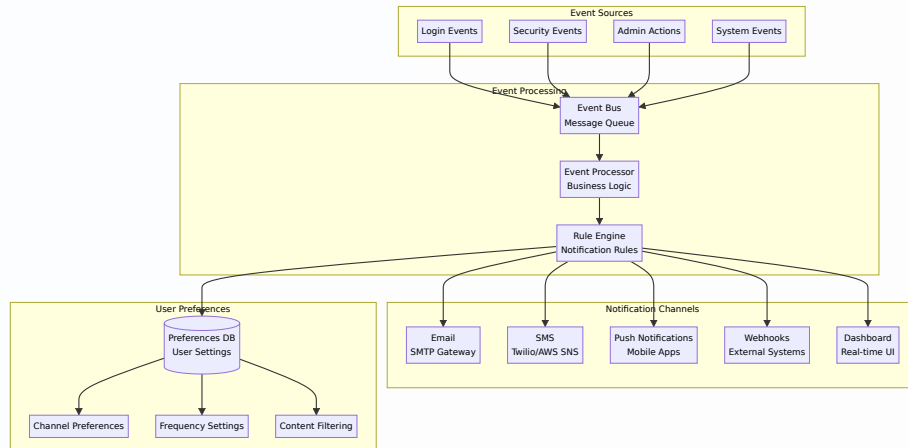 Event Sources
Login Events
Security Events
Admin Actions
System Events
Event Processing
Event Bus
Message Queue
Event Processor
Business Logic
Rule Engine
Notification Rules
User Preferences
Preferences DB
User Settings
Channel Preferences
Frequency Settings
Content Filtering
Notification Channels
Email
SMTP Gateway
SMS
Twilio/AWS SNS
Push Notifications
Mobile Apps
Webhooks
External Systems
Dashboard
Real-time UI